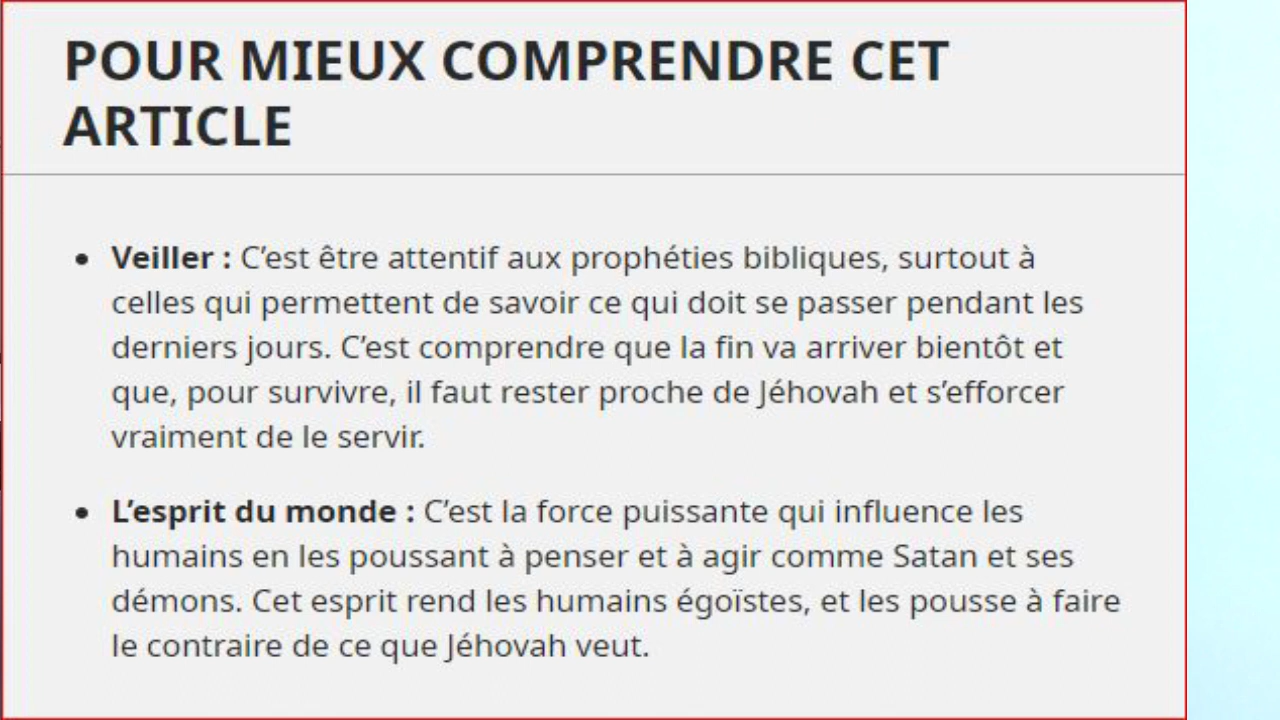 POUR MIEUX COMPRENDRE CET
ARTICLE
• Veiller : C’est être attentif aux prophéties bibliques, surtout à
celles qui permettent de savoir ce qui doit se passer pendant les
derniers jours. C’est comprendre que la fin va arriver bientôt et
que, pour survivre, il faut rester proche de Jéhovah et s’efforcer
vraiment de le servir.
• L’esprit du monde : C’est la force puissante qui influence les
humains en les poussant à penser et à agir comme Satan et ses
démons. Cet esprit rend les humains égoïstes, et les pousse à faire
le contraire de ce que Jéhovah veut.